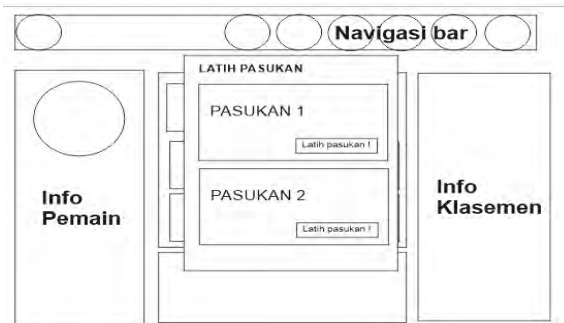 Navigasi bar
LATIH PASUKAN
PASUKAN 1
Latih pasukan !
PASUKAN 2
Latih pasukan !
Info
Pemain
Info
Klasemen